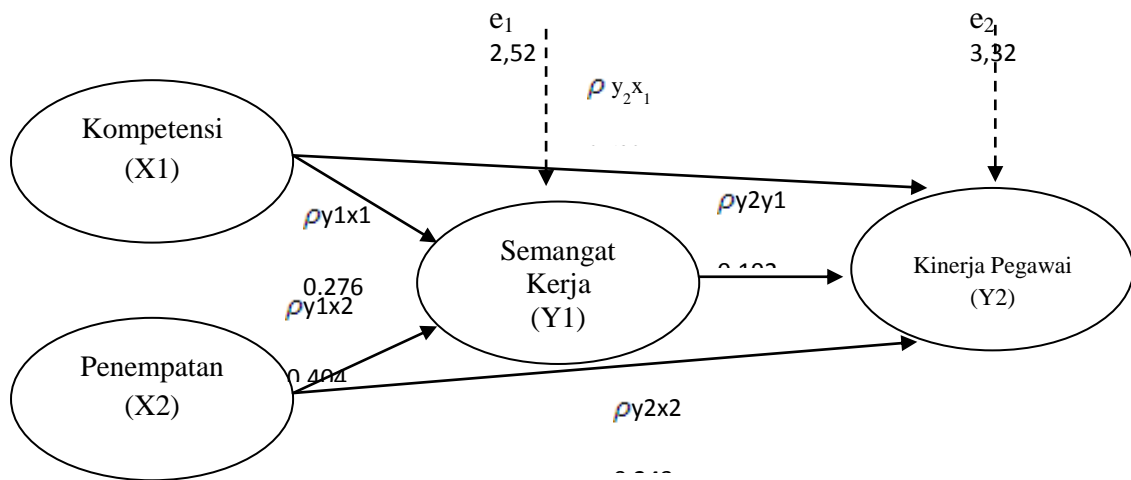 e₁
2,52
e₂
3,32
ρ y₂x₁
Kompetensi
(X1)
ρy1x1
ρy2y1
Semangat
Kerja
(Y1)
Kinerja Pegawai
(Y2)
0.276
ρy1x2
Penempatan
(X2)
ρy2x2